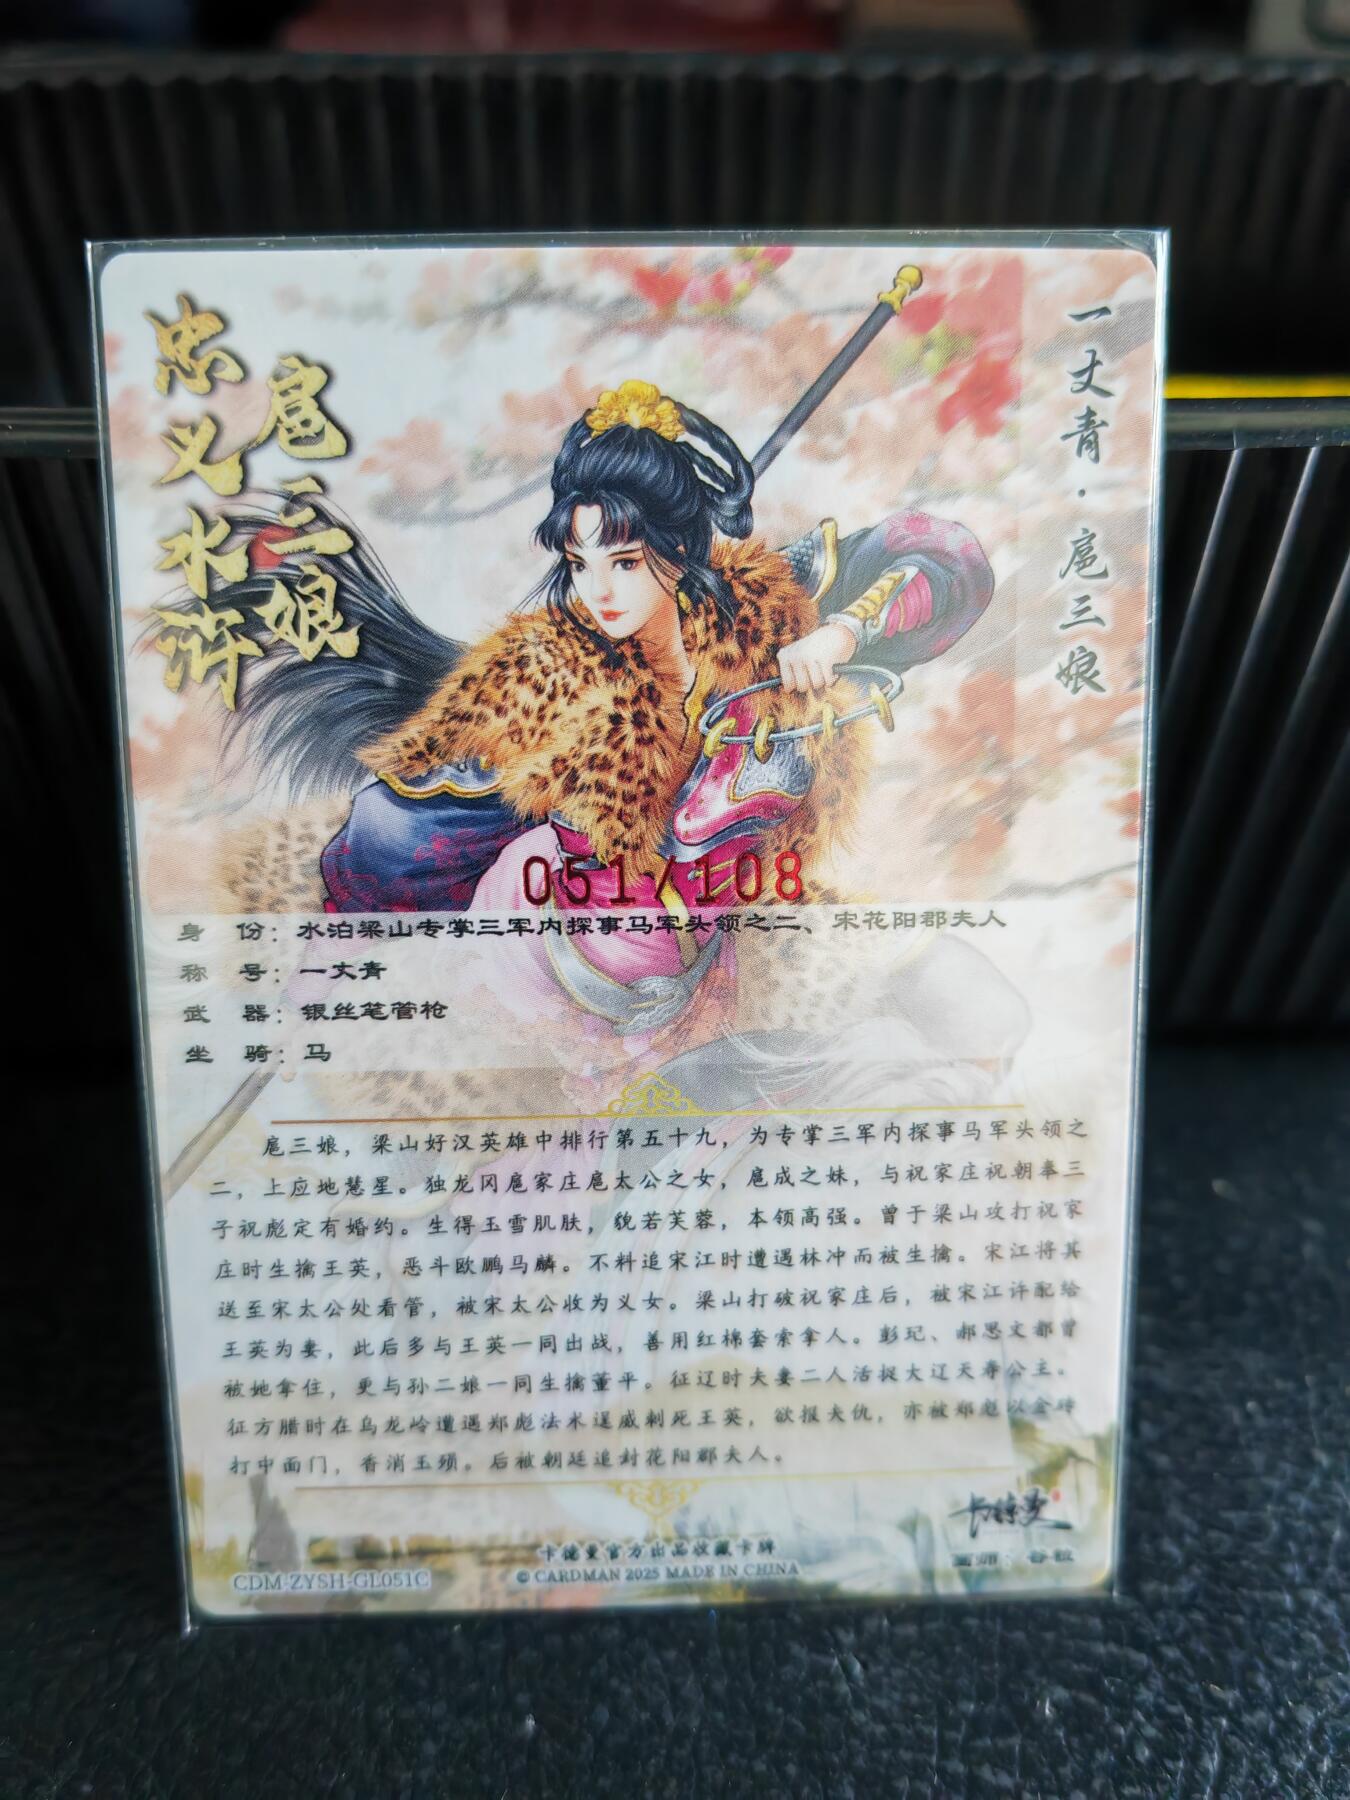 忠义水浒
扈三娘
一丈青·扈三娘
051/108
身 份：水泊梁山专掌三军内探事马军头领之二、宋花阳郡夫人
称 号：一丈青
武 器：银丝笔管枪
坐 骑：马
扈三娘，梁山好汉英雄中排行第五十九，为专掌三军内探事马军头领之
二，上应地慧星。独龙冈扈家庄扈太公之女，扈成之妹，与祝家庄祝朝奉三
子祝彪定有婚约。生得玉雪肌肤，貌若芙蓉，本领高强。曾于梁山攻打祝家
庄时生擒王英，恶斗欧鹏马麟。不料追宋江时遭遇林冲而被生擒。宋江将其
送至宋太公处看管，被宋太公收为义女。梁山打破祝家庄后，被宋江许配给
王英为妻，此后多与王英一同出战，善用红棉套索拿人。彭玘、郝思文都曾
被她拿住，更与孙二娘一同生擒董平。征辽时夫妻二人活捉大辽天寿公主。
征方腊时在乌龙岭遭遇郑彪法术逞威刺死王英，欲报夫仇，亦被郑彪以金砖
打中面门，香消玉殒。后被朝廷追封花阳郡夫人。
卡德曼
卡德曼官方出品收藏卡牌
CDM-ZYSH-GL051C
© CARDMAN 2025 MADE IN CHINA